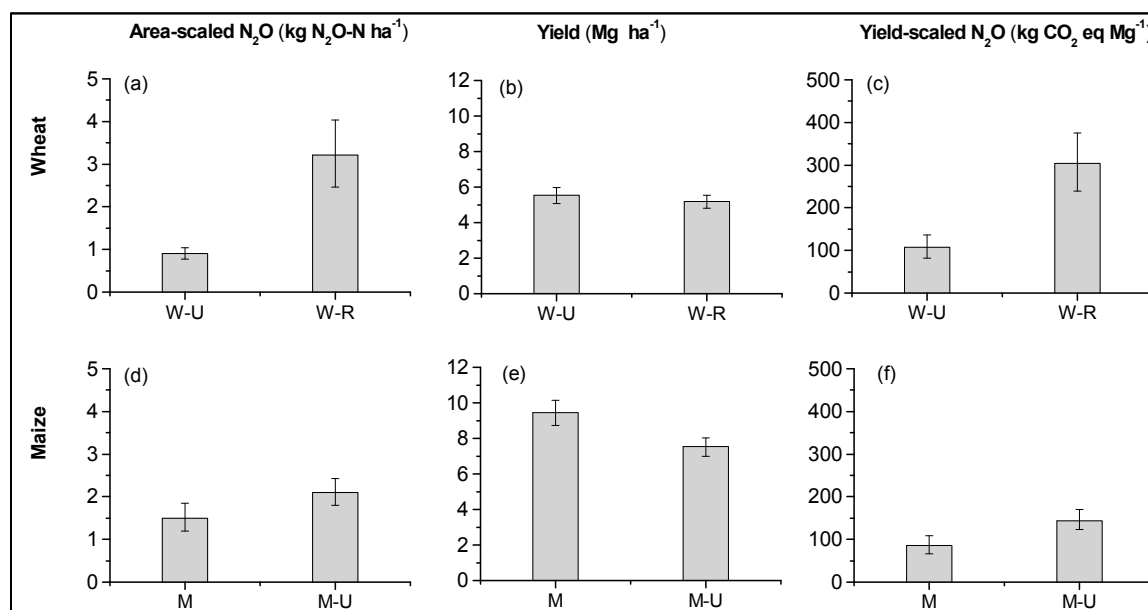 Area-scaled N₂O (kg N₂O-N ha⁻¹)
Yield (Mg ha⁻¹)
Yield-scaled N₂O (kg CO₂ eq Mg⁻¹)
Wheat
(a)
5
4
3
2
1
0
W-U W-R
(b)
12
10
8
6
4
2
0
W-U W-R
(c)
500
400
300
200
100
0
W-U W-R
Maize
(d)
5
4
3
2
1
0
M M-U
(e)
12
10
8
6
4
2
0
M M-U
(f)
500
400
300
200
100
0
M M-U